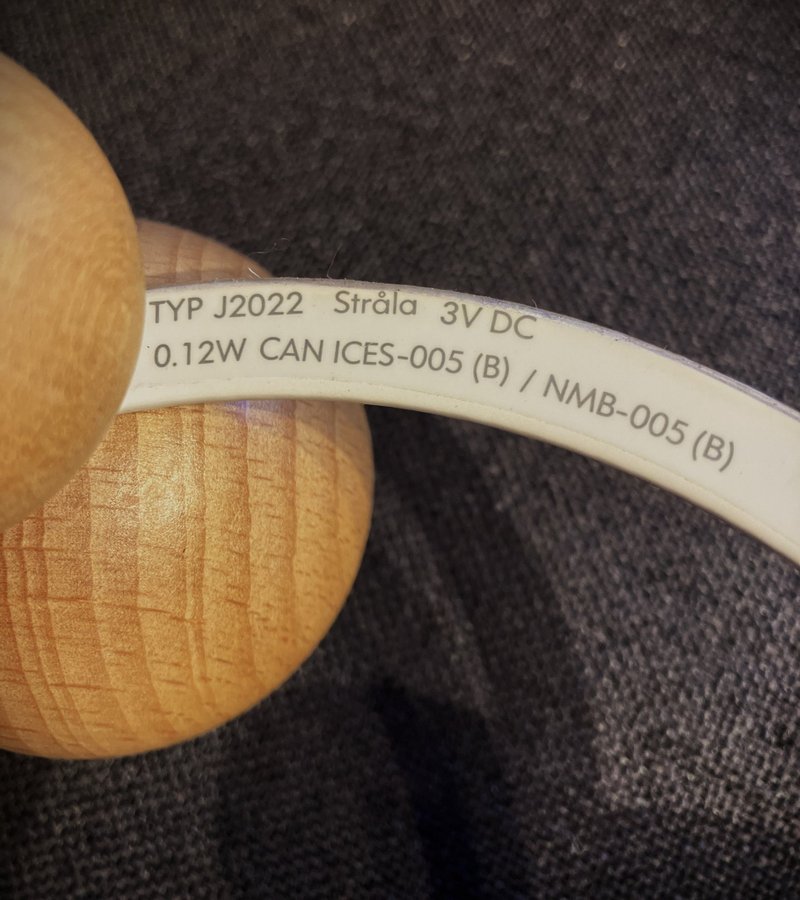 TYP J2022 Stråla 3V DC
0.12W CAN ICES-005 (B) / NMB-005 (B)